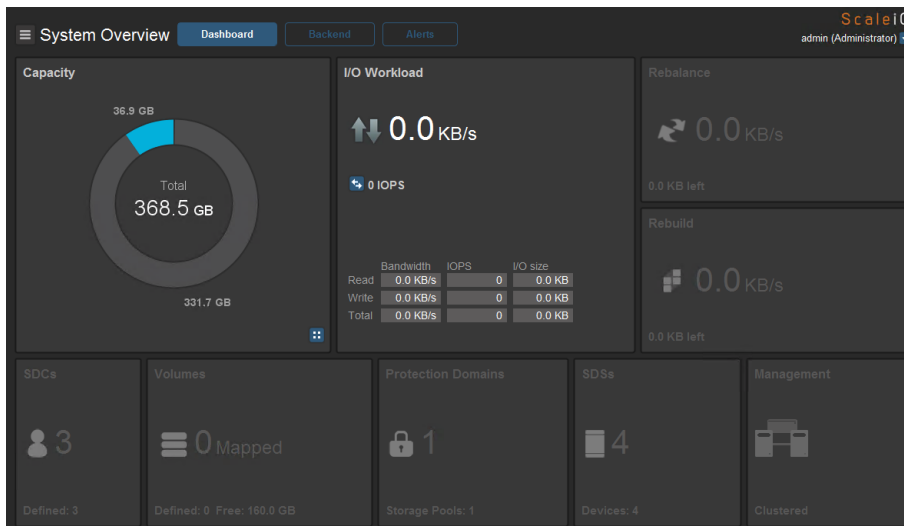 ScaleiO
System Overview
Dashboard
Backend
Alerts
admin (Administrator)
Capacity
36.9 GB
Total
368.5 GB
331.7 GB
I/O Workload
0.0 KB/s
0 IOPS
Bandwidth IOPS I/O size
Read 0.0 KB/s 0 0.0 KB
Write 0.0 KB/s 0 0.0 KB
Total 0.0 KB/s 0 0.0 KB
Rebalance
0.0 KB/s
0.0 KB left
Rebuild
0.0 KB/s
0.0 KB left
SDCs
3
Defined: 3
Volumes
0 Mapped
Defined: 0 Free: 160.0 GB
Protection Domains
1
Storage Pools: 1
SDSs
4
Devices: 4
Management
Clustered